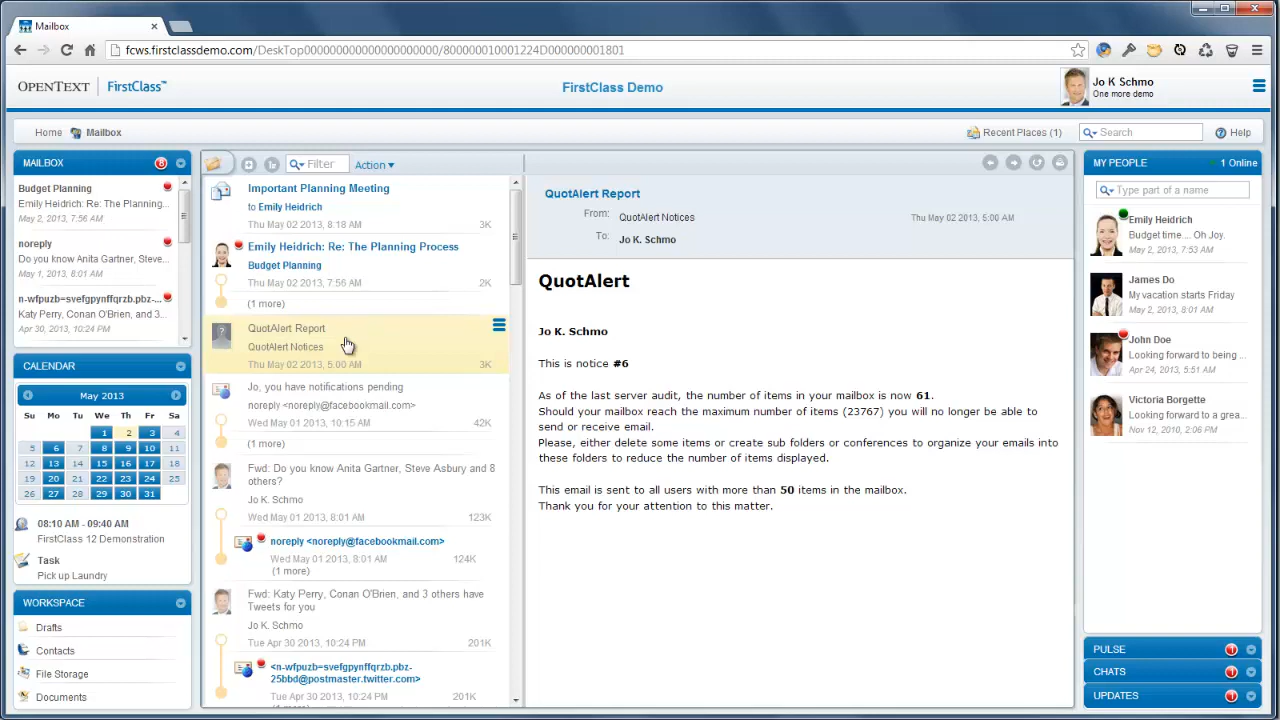 Mailbox
fcws.firstclassdemo.com/DeskTop00000000000000000000/800000010001224D000000001801
OPENTEXT | FirstClass™
FirstClass Demo
Jo K Schmo
One more demo
Home
Mailbox
Recent Places (1)
Search
Help
MAILBOX
8
Budget Planning
Emily Heidrich: Re: The Planning...
May 2, 2013, 7:56 AM
noreply
Do you know Anita Gartner, Steve...
May 1, 2013, 8:01 AM
n-wfpuzb=svefgpynffqrzb.pbz-...
Katy Perry, Conan O'Brien, and 3...
Apr 30, 2013, 10:24 PM
CALENDAR
May 2013
Su Mo Tu We Th Fr Sa
1 2 3 4
5 6 7 8 9 10 11
12 13 14 15 16 17 18
19 20 21 22 23 24 25
26 27 28 29 30 31
08:10 AM - 09:40 AM
FirstClass 12 Demonstration
Task
Pick up Laundry
WORKSPACE
Drafts
Contacts
File Storage
Documents
Filter
Action
Important Planning Meeting
to Emily Heidrich
Thu May 02 2013, 8:18 AM 3K
Emily Heidrich: Re: The Planning Process
Budget Planning
Thu May 02 2013, 7:56 AM 2K
(1 more)
QuotAlert Report
QuotAlert Notices
Thu May 02 2013, 5:00 AM 3K
Jo, you have notifications pending
noreply <noreply@facebookmail.com>
Wed May 01 2013, 10:15 AM 42K
(1 more)
Fwd: Do you know Anita Gartner, Steve Asbury and 8
others?
Jo K. Schmo
Wed May 01 2013, 8:01 AM 123K
noreply <noreply@facebookmail.com>
Wed May 01 2013, 8:01 AM 124K
(1 more)
Fwd: Katy Perry, Conan O'Brien, and 3 others have
Tweets for you
Jo K. Schmo
Tue Apr 30 2013, 10:24 PM 201K
<n-wfpuzb=svefgpynffqrzb.pbz-
25bbd@postmaster.twitter.com>
Tue Apr 30 2013, 10:24 PM 201K
(1 more)
QuotAlert Report
From: QuotAlert Notices Thu May 02 2013, 5:00 AM
To: Jo K. Schmo
QuotAlert
Jo K. Schmo
This is notice #6
As of the last server audit, the number of items in your mailbox is now 61.
Should your mailbox reach the maximum number of items (23767) you will no longer be able to
send or receive email.
Please, either delete some items or create sub folders or conferences to organize your emails into
these folders to reduce the number of items displayed.
This email is sent to all users with more than 50 items in the mailbox.
Thank you for your attention to this matter.
MY PEOPLE
1 Online
Type part of a name
Emily Heidrich
Budget time.... Oh Joy.
May 2, 2013, 7:53 AM
James Do
My vacation starts Friday
May 2, 2013, 8:01 AM
John Doe
Looking forward to being ...
Apr 24, 2013, 5:51 AM
Victoria Borgette
Looking forward to a grea...
Nov 12, 2010, 2:06 PM
PULSE 1
CHATS 1
UPDATES 1